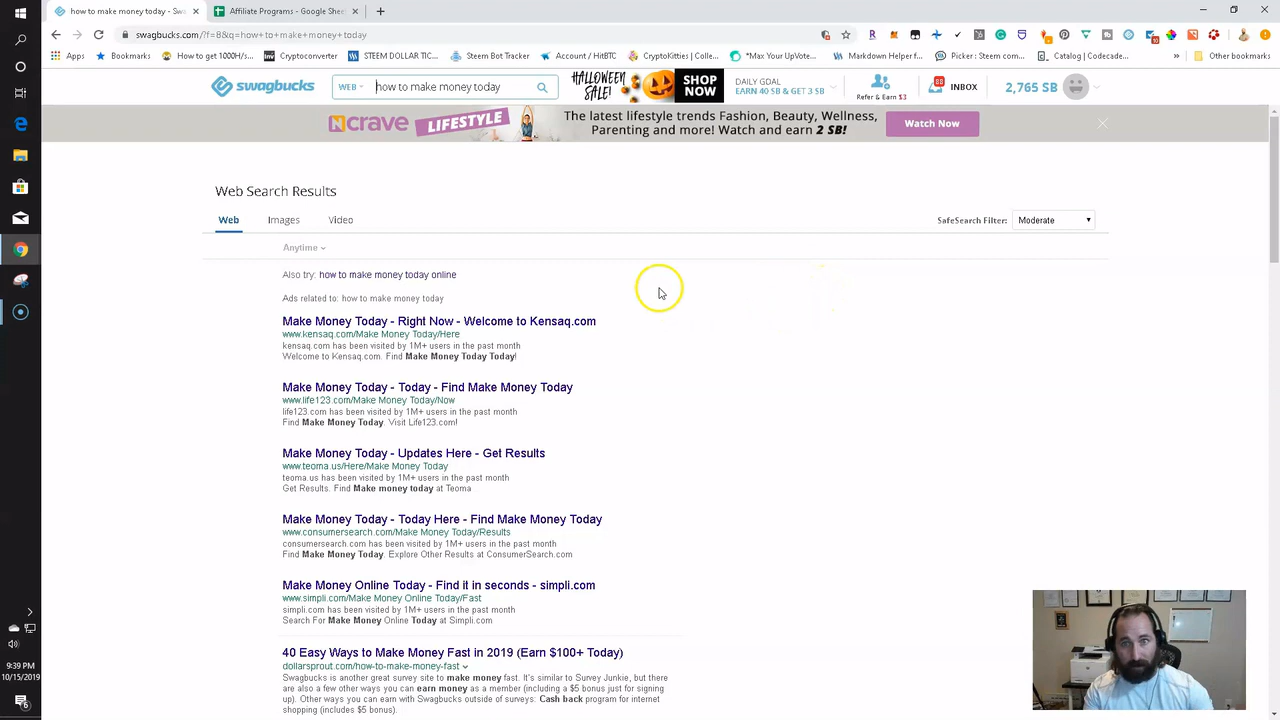 how to make money today - Swa
Affiliate Programs - Google Shee
swagbucks.com/?f=8&q=how+to+make+money+today
Apps
Bookmarks
How to get 1000/s...
Cryptoconverter
STEEM DOLLAR TIC...
Steem Bot Tracker
Account / HitBTC
CryptoKitties | Colle...
*Max Your UpVote...
Markdown Helper f...
Picker :: Steem com...
Catalog | Codecade...
»
Other bookmarks
swagbucks
WEB
how to make money today
HALLOWEEN SALE!
SHOP NOW
DAILY GOAL
EARN 40 SB & GET 3 SB
Refer & Earn $3
88
INBOX
2,765 SB
Ncrave LIFESTYLE
The latest lifestyle trends Fashion, Beauty, Wellness,
Parenting and more! Watch and earn 2 SB!
Watch Now
Web Search Results
Web
Images
Video
SafeSearch Filter:
Moderate
Anytime
Also try: how to make money today online
Ads related to: how to make money today
Make Money Today - Right Now - Welcome to Kensaq.com
www.kensaq.com/Make Money Today/Here
kensaq.com has been visited by 1M+ users in the past month
Welcome to Kensaq.com. Find Make Money Today Today!
Make Money Today - Today - Find Make Money Today
www.life123.com/Make Money Today/Now
life123.com has been visited by 1M+ users in the past month
Find Make Money Today. Visit Life123.com!
Make Money Today - Updates Here - Get Results
www.teoma.us/Here/Make Money Today
teoma.us has been visited by 1M+ users in the past month
Get Results. Find Make money today at Teoma
Make Money Today - Today Here - Find Make Money Today
www.consumersearch.com/Make Money Today/Results
consumersearch.com has been visited by 1M+ users in the past month
Find Make Money Today. Explore Other Results at ConsumerSearch.com
Make Money Online Today - Find it in seconds - simpli.com
www.simpli.com/Make Money Online Today/Fast
simpli.com has been visited by 1M+ users in the past month
Search For Make Money Online Today at Simpli.com
40 Easy Ways to Make Money Fast in 2019 (Earn $100+ Today)
dollarsprout.com/how-to-make-money-fast
Swagbucks is another great survey site to make money fast. It's similar to Survey Junkie, but there
are also a few other ways you can earn money as a member (including a $5 bonus just for signing
up). Other ways you can earn with Swagbucks outside of surveys: Cash back program for internet
shopping (includes $5 bonus).
9:39 PM
10/15/2019